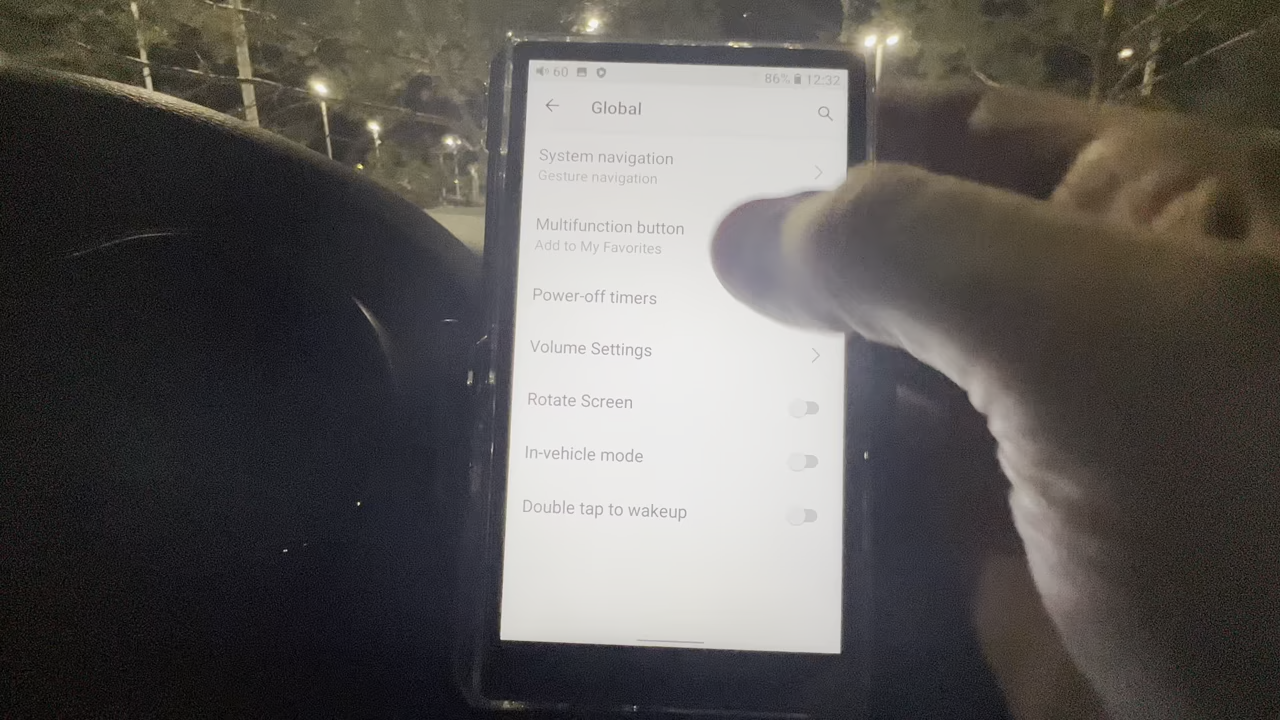 60 86% 12:32
Global
System navigation
Gesture navigation
Multifunction button
Add to My Favorites
Power-off timers
Volume Settings
Rotate Screen
In-vehicle mode
Double tap to wakeup